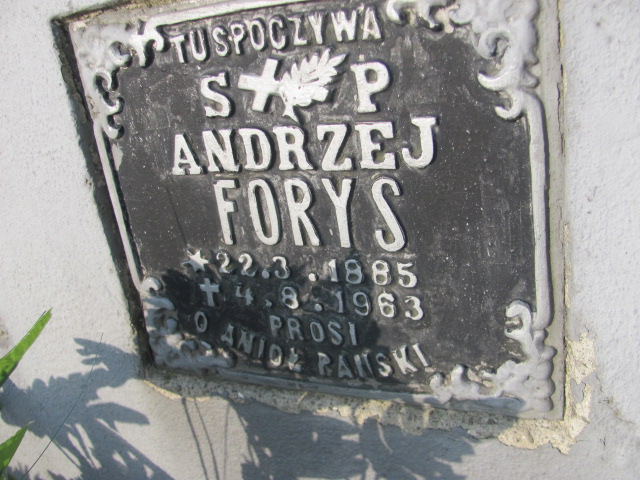 TU SPOCZYWA
S P
ANDRZEJ
FORYS
22.3.1885
4.8.1963
PROSI
O ANIOŁ PAŃSKI